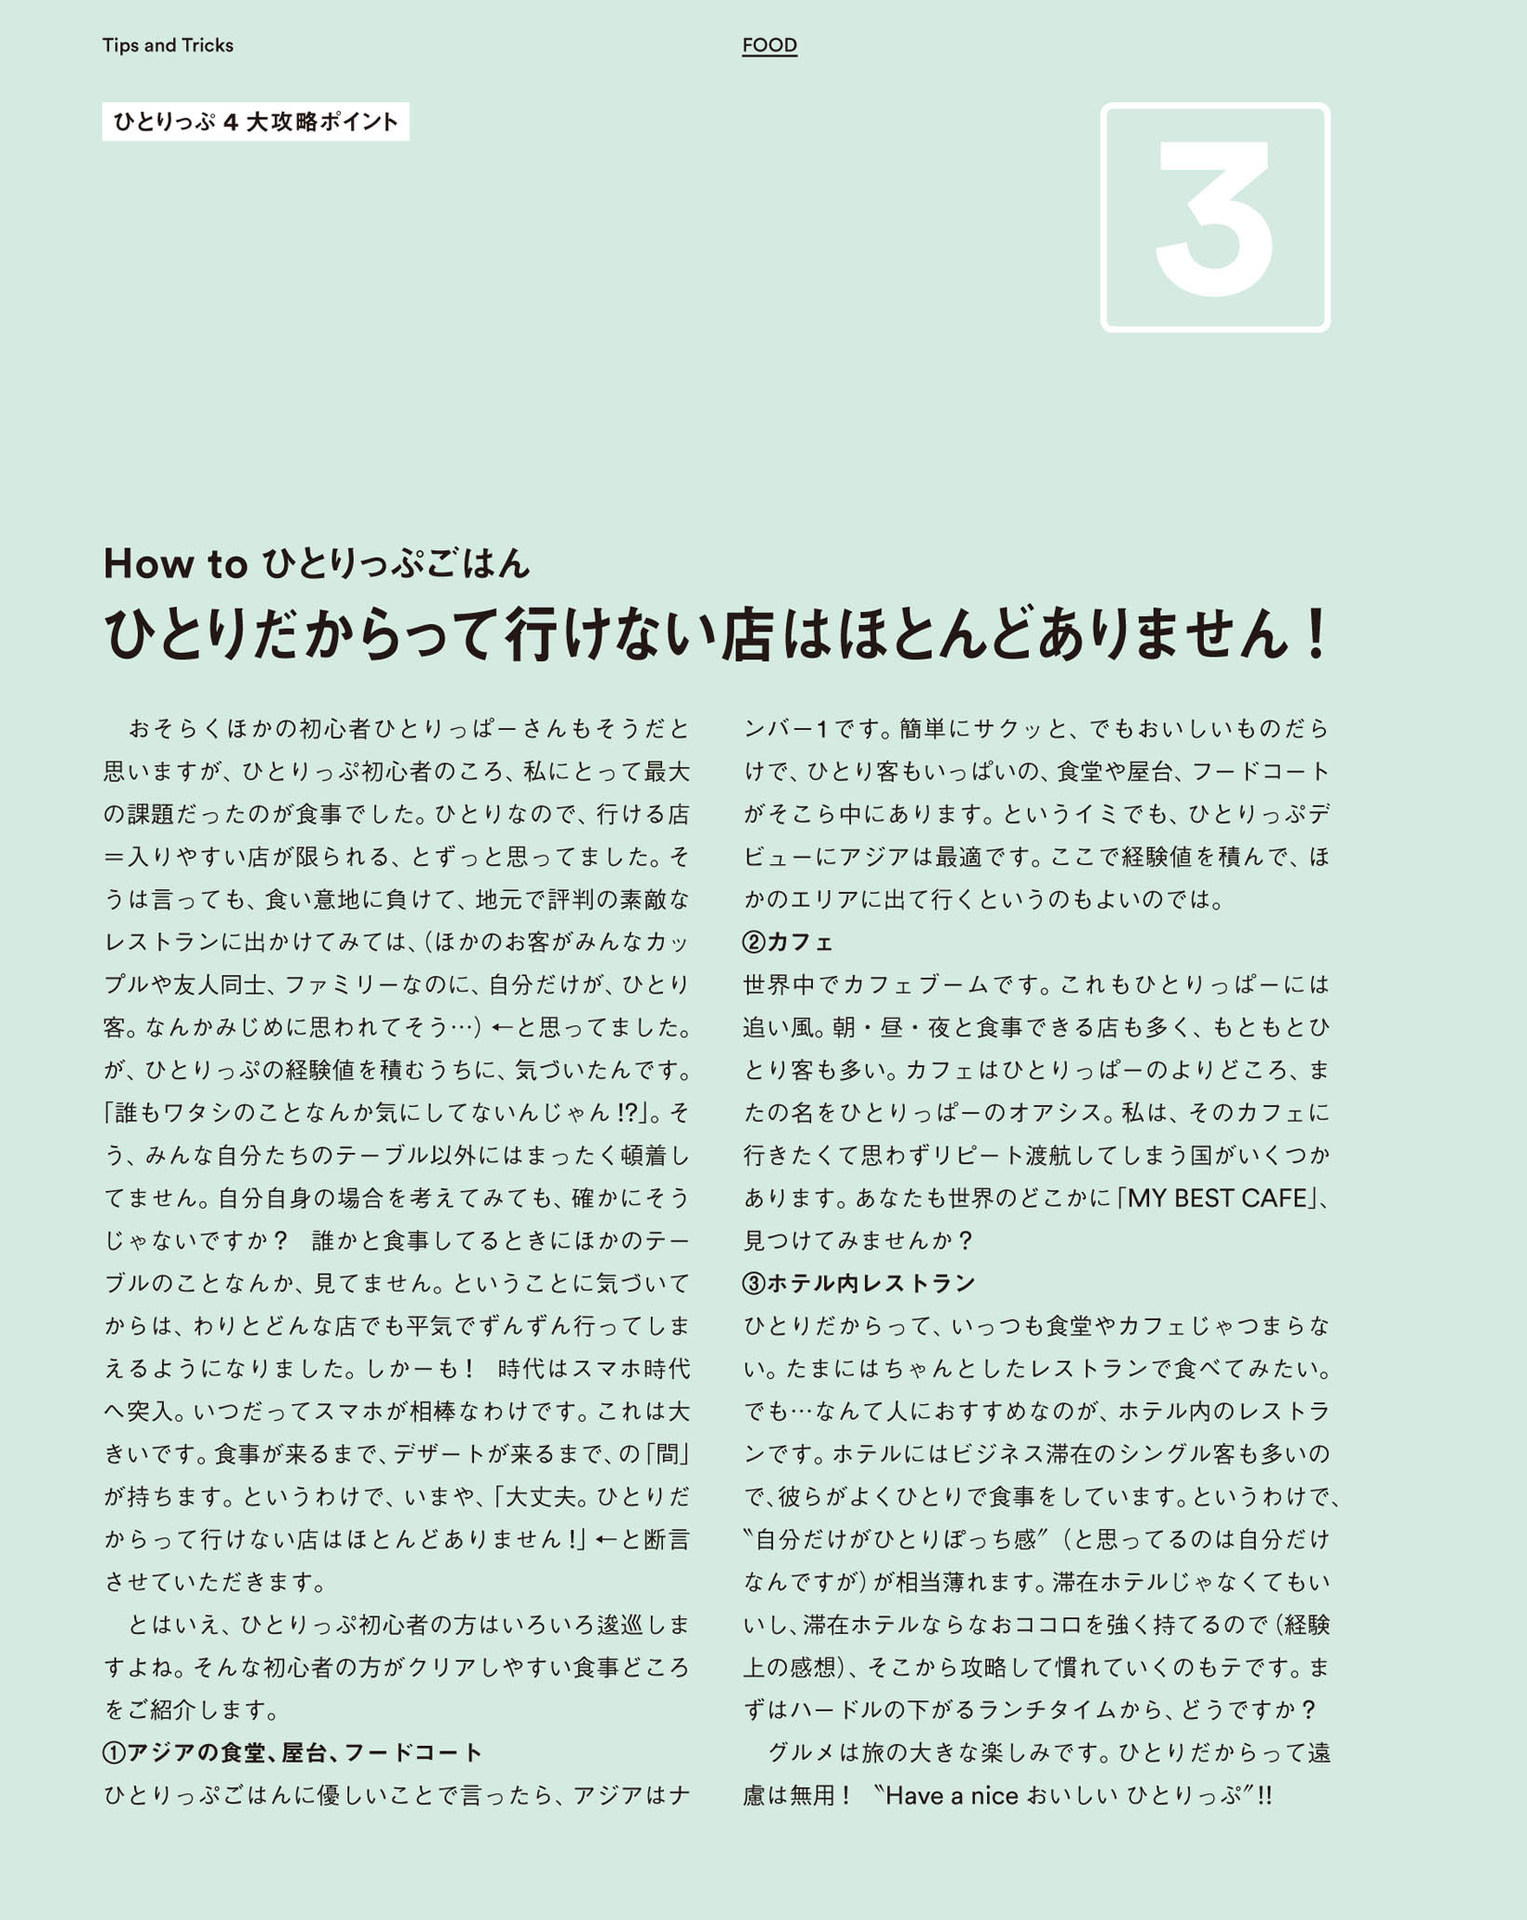 Tips and Tricks
FOOD
ひとりっぷ 4 大攻略ポイント
3
How to ひとりっぷごはん
ひとりだからって行けない店はほとんどありません！
おそらくほかの初心者ひとりっぱーさんもそうだと
思いますが、ひとりっぷ初心者のころ、私にとって最大
の課題だったのが食事でした。ひとりなので、行ける店
＝入りやすい店が限られる、とずっと思ってました。そ
うは言っても、食い意地に負けて、地元で評判の素敵な
レストランに出かけてみては、（ほかのお客がみんなカッ
プルや友人同士、ファミリーなのに、自分だけが、ひとり
客。なんかみじめに思われてそう…）←と思ってました。
が、ひとりっぷの経験値を積むうちに、気づいたんです。
「誰もワタシのことなんか気にしてないんじゃん!?」。そ
う、みんな自分たちのテーブル以外にはまったく頓着し
てません。自分自身の場合を考えてみても、確かにそう
じゃないですか？　誰かと食事してるときにほかのテー
ブルのことなんか、見てません。ということに気づいて
からは、わりとどんな店でも平気でずんずん行ってしま
えるようになりました。しかーも！　時代はスマホ時代
へ突入。いつだってスマホが相棒なわけです。これは大
きいです。食事が来るまで、デザートが来るまで、の「間」
が持ちます。というわけで、いまや、「大丈夫。ひとりだ
からって行けない店はほとんどありません！」←と断言
させていただきます。
とはいえ、ひとりっぷ初心者の方はいろいろ逡巡しま
すよね。そんな初心者の方がクリアしやすい食事どころ
をご紹介します。
①アジアの食堂、屋台、フードコート
ひとりっぷごはんに優しいことで言ったら、アジアはナ
ンバー1です。簡単にサクッと、でもおいしいものだら
けで、ひとり客もいっぱいの、食堂や屋台、フードコート
がそこら中にあります。というイミでも、ひとりっぷデ
ビューにアジアは最適です。ここで経験値を積んで、ほ
かのエリアに出て行くというのもよいのでは。
②カフェ
世界中でカフェブームです。これもひとりっぱーには
追い風。朝・昼・夜と食事できる店も多く、もともとひ
とり客も多い。カフェはひとりっぱーのよりどころ、ま
たの名をひとりっぱーのオアシス。私は、そのカフェに
行きたくて思わずリピート渡航してしまう国がいくつか
あります。あなたも世界のどこかに「MY BEST CAFE」、
見つけてみませんか？
③ホテル内レストラン
ひとりだからって、いっつも食堂やカフェじゃつまらな
い。たまにはちゃんとしたレストランで食べてみたい。
でも…なんて人におすすめなのが、ホテル内のレストラ
ンです。ホテルにはビジネス滞在のシングル客も多いの
で、彼らがよくひとりで食事をしています。というわけで、
〝自分だけがひとりぽっち感〟（と思ってるのは自分だけ
なんですが）が相当薄れます。滞在ホテルじゃなくてもい
いし、滞在ホテルならなおココロを強く持てるので（経験
上の感想）、そこから攻略して慣れていくのもテです。ま
ずはハードルの下がるランチタイムから、どうですか？
グルメは旅の大きな楽しみです。ひとりだからって遠
慮は無用！　〝Have a nice おいしい ひとりっぷ〟!!